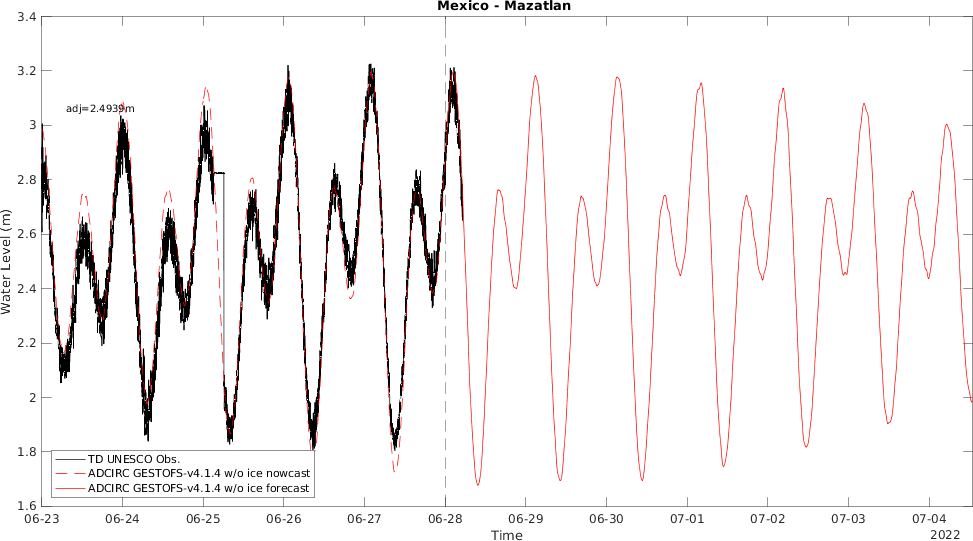 Mexico - Mazatlan
3.4
3.2
3
2.8
2.6
2.4
2.2
2
1.8
1.6
Water Level (m)
adj=2.4939m
TD UNESCO Obs.
ADCIRC GESTOFS-v4.1.4 w/o ice nowcast
ADCIRC GESTOFS-v4.1.4 w/o ice forecast
06-23 06-24 06-25 06-26 06-27 06-28 06-29 06-30 07-01 07-02 07-03 07-04
Time
2022